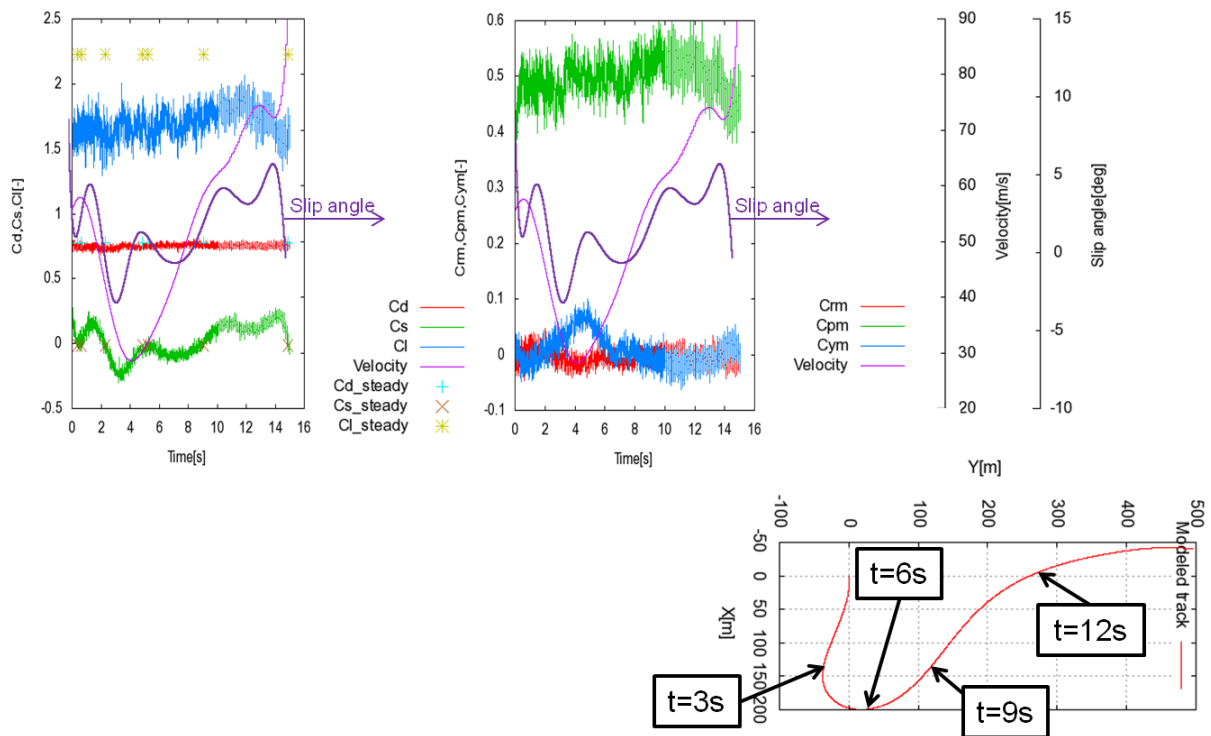 2.5
2
1.5
1
0.5
0
-0.5
Cd,Cs,Cl[-]
0 2 4 6 8 10 12 14 16
Time[s]
Slip angle
Cd
Cs
Cl
Velocity
Cd_steady
Cs_steady
Cl_steady
0.6
0.5
0.4
0.3
0.2
0.1
0
-0.1
Crm,Cpm,Cym[-]
0 2 4 6 8 10 12 14 16
Time[s]
Slip angle
Crm
Cpm
Cym
Velocity
90
80
70
60
50
40
30
20
Velocity[m/s]
15
10
5
0
-5
-10
Slip angle[deg]
Y[m]
-100 0 100 200 300 400 500
-50
0
50
100
150
200
X[m]
Modeled track
t=3s
t=6s
t=9s
t=12s